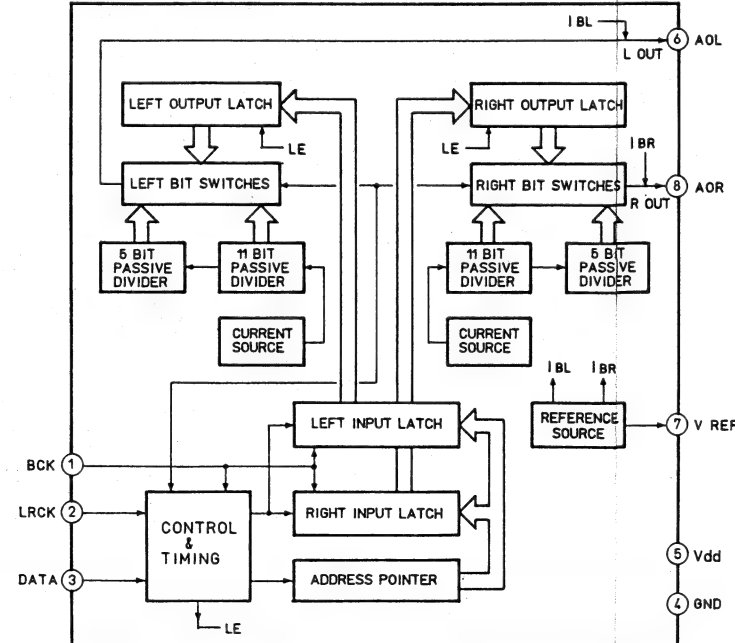 I BL
6 AOL
L OUT
LEFT OUTPUT LATCH
RIGHT OUTPUT LATCH
LE
LE
I BR
LEFT BIT SWITCHES
RIGHT BIT SWITCHES
8 AOR
R OUT
5 BIT
PASSIVE
DIVIDER
11 BIT
PASSIVE
DIVIDER
11 BIT
PASSIVE
DIVIDER
5 BIT
PASSIVE
DIVIDER
CURRENT
SOURCE
CURRENT
SOURCE
I BL
I BR
LEFT INPUT LATCH
REFERENCE
SOURCE
7 V REF
BCK 1
LRCK 2
CONTROL
&
TIMING
RIGHT INPUT LATCH
5 Vdd
DATA 3
ADDRESS POINTER
4 GND
LE